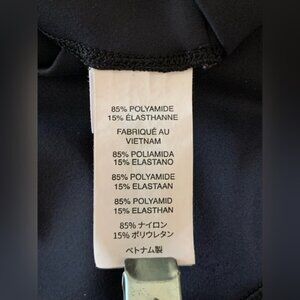 85% POLYAMIDE
15% ÉLASTHANNE
FABRIQUÉ AU
VIETNAM
85% POLIAMIDA
15% ELASTANO
85% POLYAMIDE
15% ELASTAAN
85% POLYAMID
15% ELASTHAN
85% ナイロン
15% ポリウレタン
ベトナム製